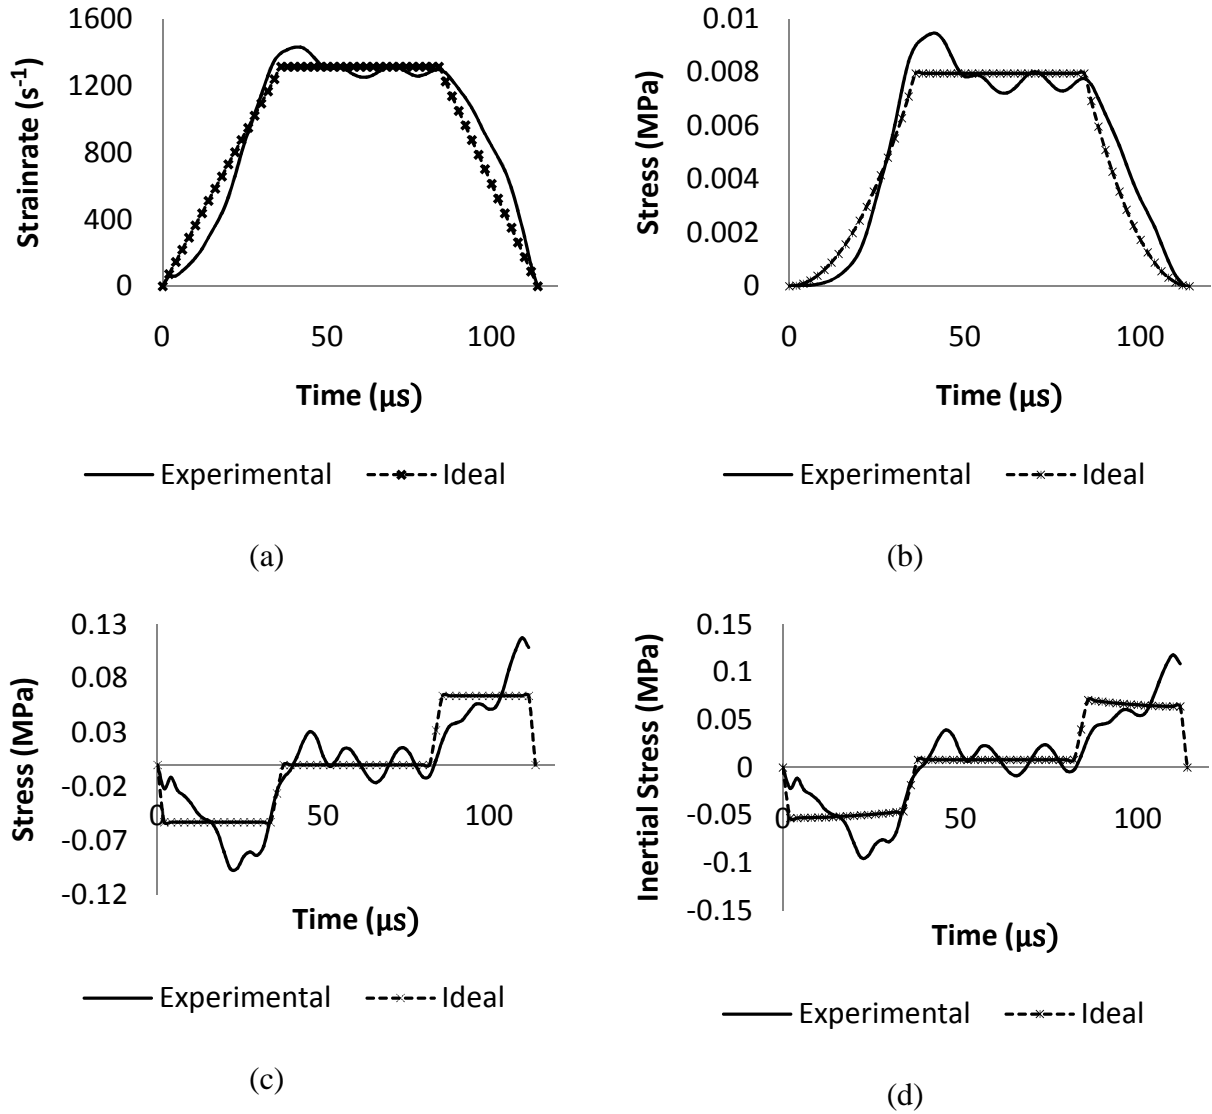 Strainrate (s-1)
1600
1200
800
400
0
0 50 100
Time (µs)
Experimental Ideal
(a)
Stress (MPa)
0.01
0.008
0.006
0.004
0.002
0
0 50 100
Time (µs)
Experimental Ideal
(b)
Stress (MPa)
0.13
0.08
0.03
-0.02
-0.07
-0.12
0 50 100
Time (µs)
Experimental Ideal
(c)
Inertial Stress (MPa)
0.15
0.1
0.05
0
-0.05
-0.1
-0.15
0 50 100
Time (µs)
Experimental Ideal
(d)